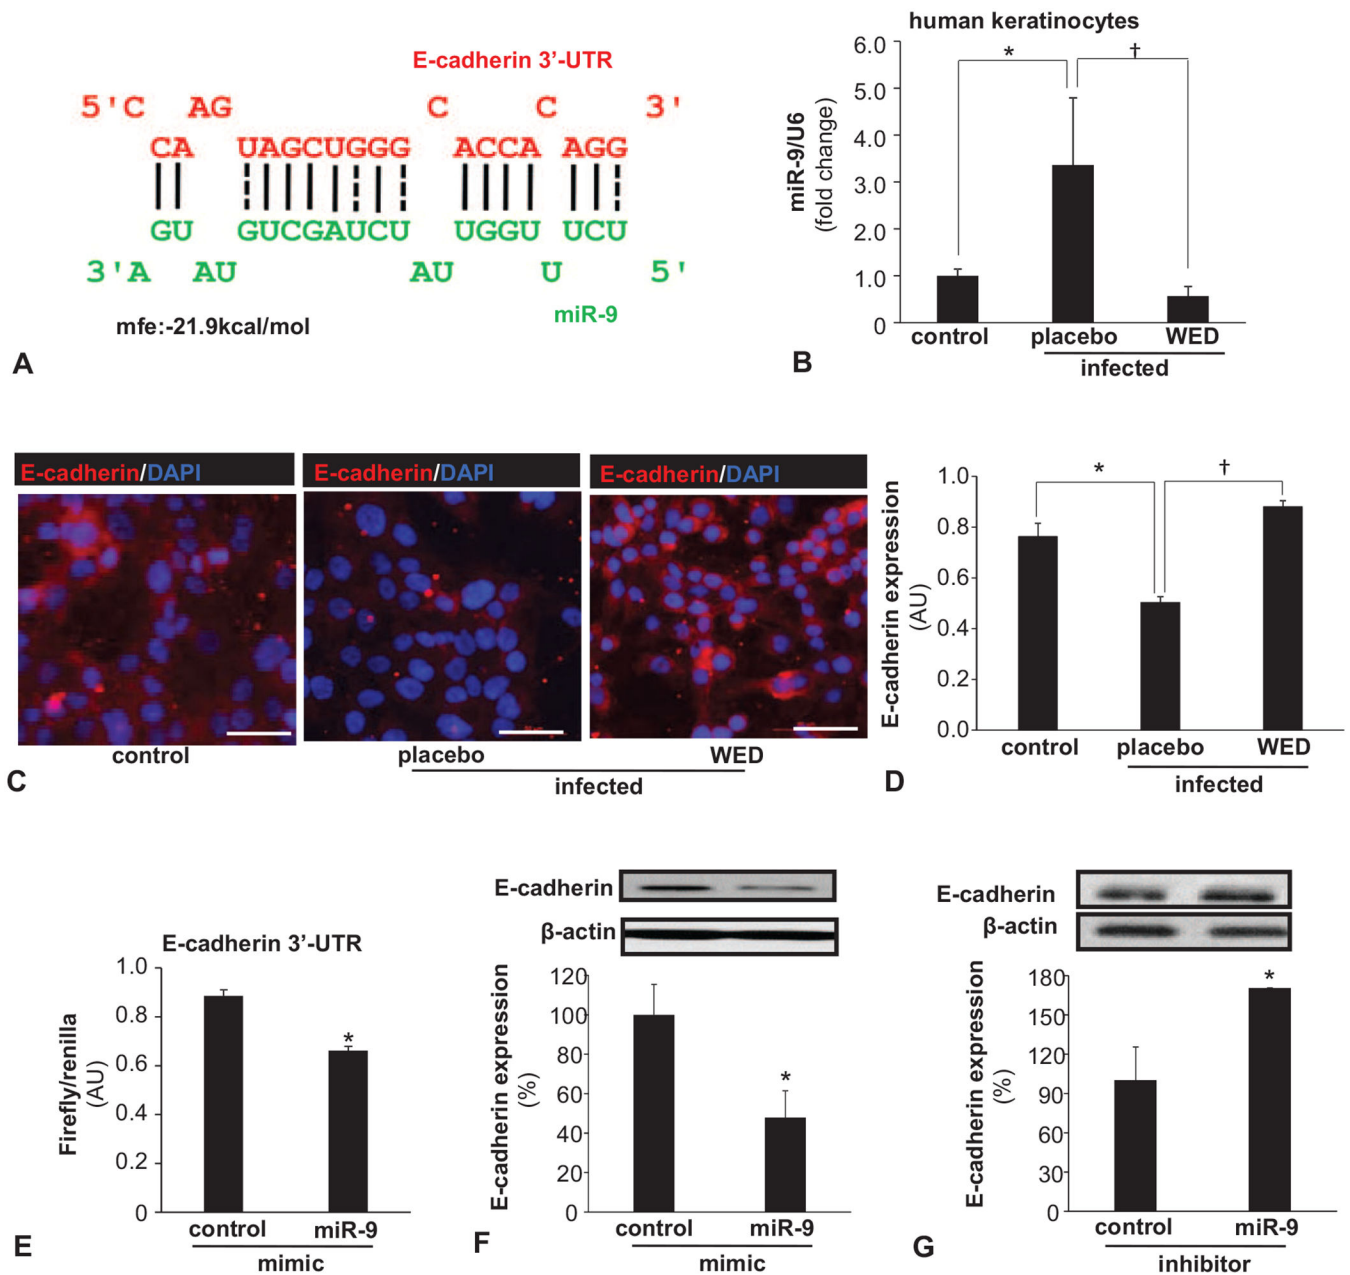 E-cadherin 3’-UTR
5'C AG C C 3'
CA UAGCUGGG ACCA AGG
GU GUCGAUCU UGGU UCU
3'A AU AU U 5'
miR-9
mfe:-21.9kcal/mol
A
human keratinocytes
miR-9/U6
(fold change)
6.0
5.0
4.0
3.0
2.0
1.0
0
* †
control placebo WED
infected
B
E-cadherin/DAPI
E-cadherin/DAPI
E-cadherin/DAPI
control placebo WED
infected
C
E-cadherin expression
(AU)
1.0
0.8
0.6
0.4
0.2
0.0
* †
control placebo WED
infected
D
E-cadherin 3’-UTR
Firefly/renilla
(AU)
1.0
0.8
0.6
0.4
0.2
0
*
control miR-9
mimic
E
E-cadherin
β-actin
E-cadherin expression
(%)
120
100
80
60
40
20
0
*
control miR-9
mimic
F
E-cadherin
β-actin
E-cadherin expression
(%)
180
150
120
90
60
30
0
*
control miR-9
inhibitor
G